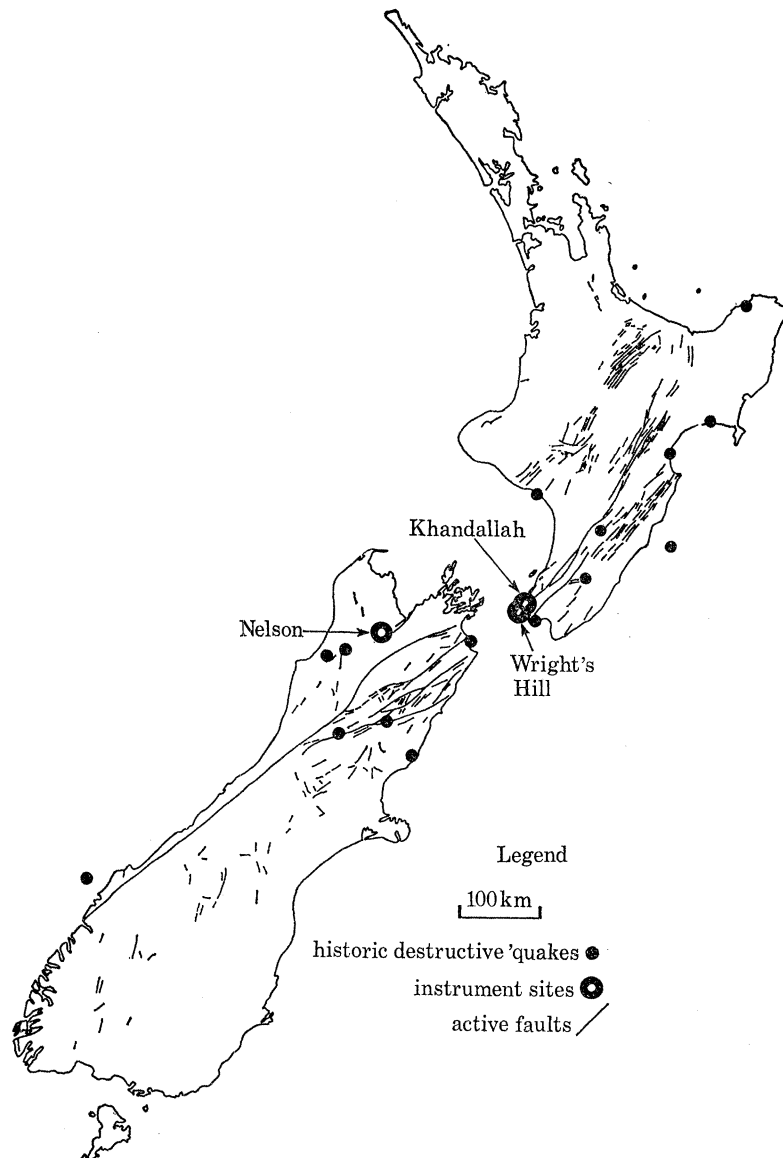 Khandallah
Nelson
Wright's
Hill
Legend
100 km
historic destructive 'quakes
instrument sites
active faults